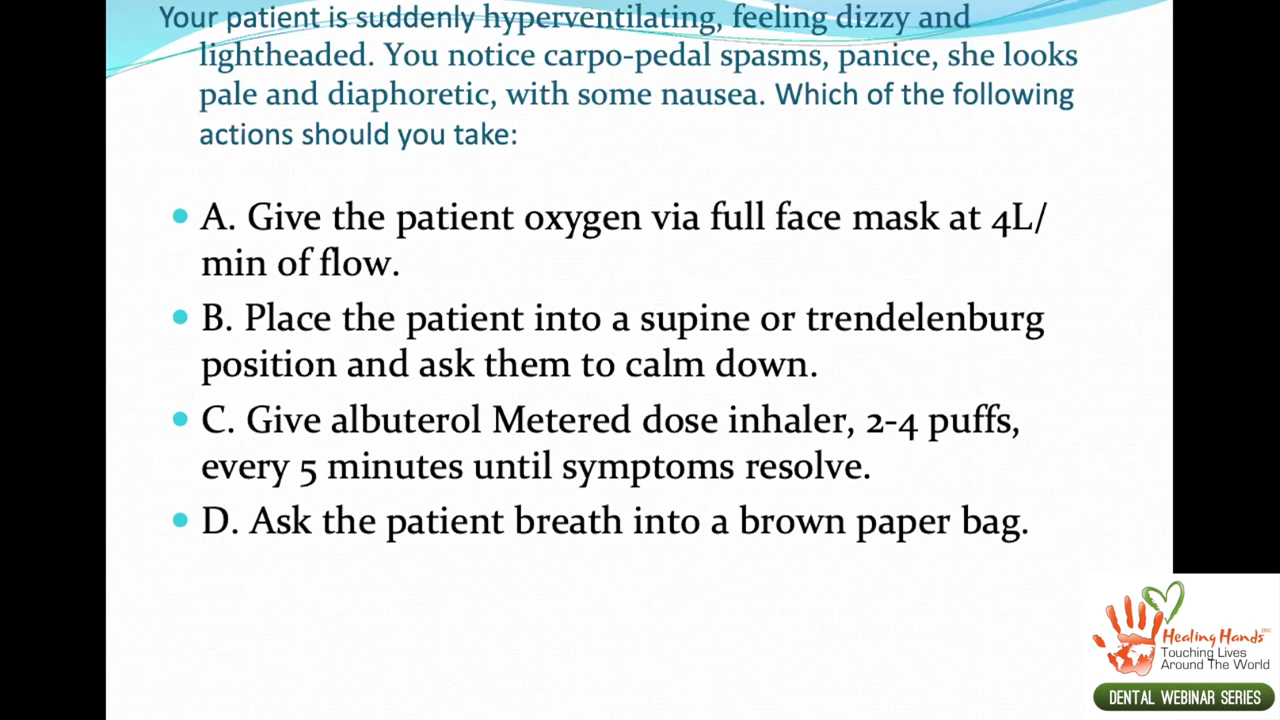 Your patient is suddenly hyperventilating, feeling dizzy and
lightheaded. You notice carpo-pedal spasms, panice, she looks
pale and diaphoretic, with some nausea. Which of the following
actions should you take:
• A. Give the patient oxygen via full face mask at 4L/
min of flow.
• B. Place the patient into a supine or trendelenburg
position and ask them to calm down.
• C. Give albuterol Metered dose inhaler, 2-4 puffs,
every 5 minutes until symptoms resolve.
• D. Ask the patient breath into a brown paper bag.
Healing Hands INC
Touching Lives
Around The World
DENTAL WEBINAR SERIES